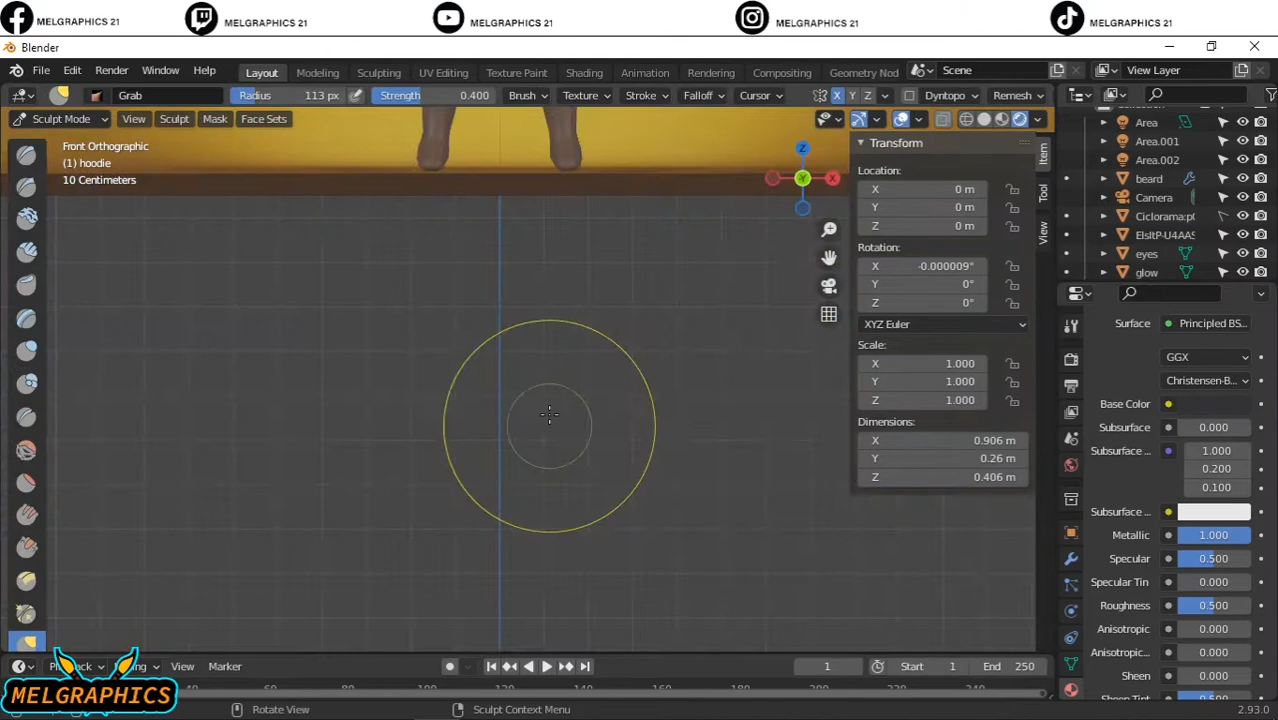 MELGRAPHICS 21 MELGRAPHICS 21 MELGRAPHICS 21 MELGRAPHICS 21 MELGRAPHICS 21
Blender
File Edit Render Window Help Layout Modeling Sculpting UV Editing Texture Paint Shading Animation Rendering Compositing Geometry Nod Scene View Layer
Grab Radius 113 px Strength 0.400 Brush Texture Stroke Falloff Cursor X Y Z Dyntopo Remesh
Sculpt Mode View Sculpt Mask Face Sets
Front Orthographic
(1) hoodie
10 Centimeters
Z
Y
X
Transform
Location:
X 0 m
Y 0 m
Z 0 m
Rotation:
X -0.000009°
Y 0°
Z 0°
XYZ Euler
Scale:
X 1.000
Y 1.000
Z 1.000
Dimensions:
X 0.906 m
Y 0.26 m
Z 0.406 m
Item
Tool
View
Area
Area.001
Area.002
beard
Camera
eyes
glow
Surface Principled BS...
GGX
Christensen-B...
Base Color
Subsurface 0.000
Subsurface ... 1.000
0.200
0.100
Subsurface ...
Metallic 1.000
Specular 0.500
Specular Tin 0.000
Roughness 0.500
Anisotropic 0.000
Anisotropic... 0.000
Sheen 0.000
Sheen Tint 0.500
View Marker 1 Start 1 End 250
120 140 160
MELGRAPHICS
Rotate View Sculpt Context Menu 2.93.0